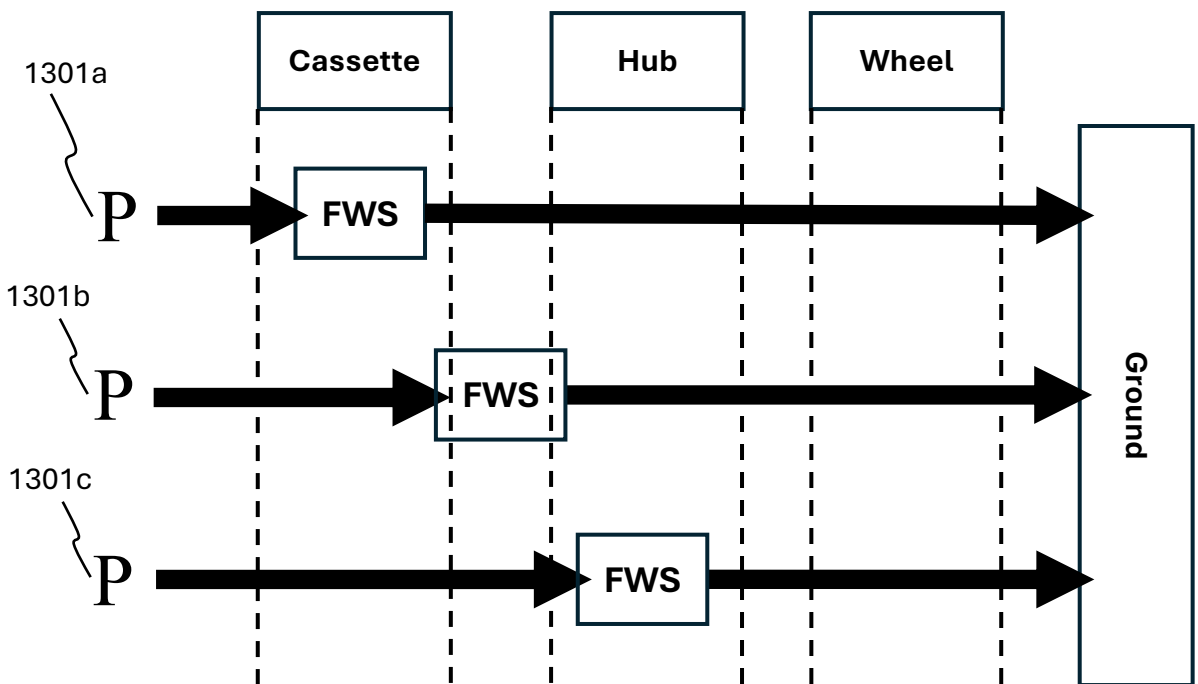 Cassette
Hub
Wheel
1301a
P
FWS
1301b
P
FWS
Ground
1301c
P
FWS